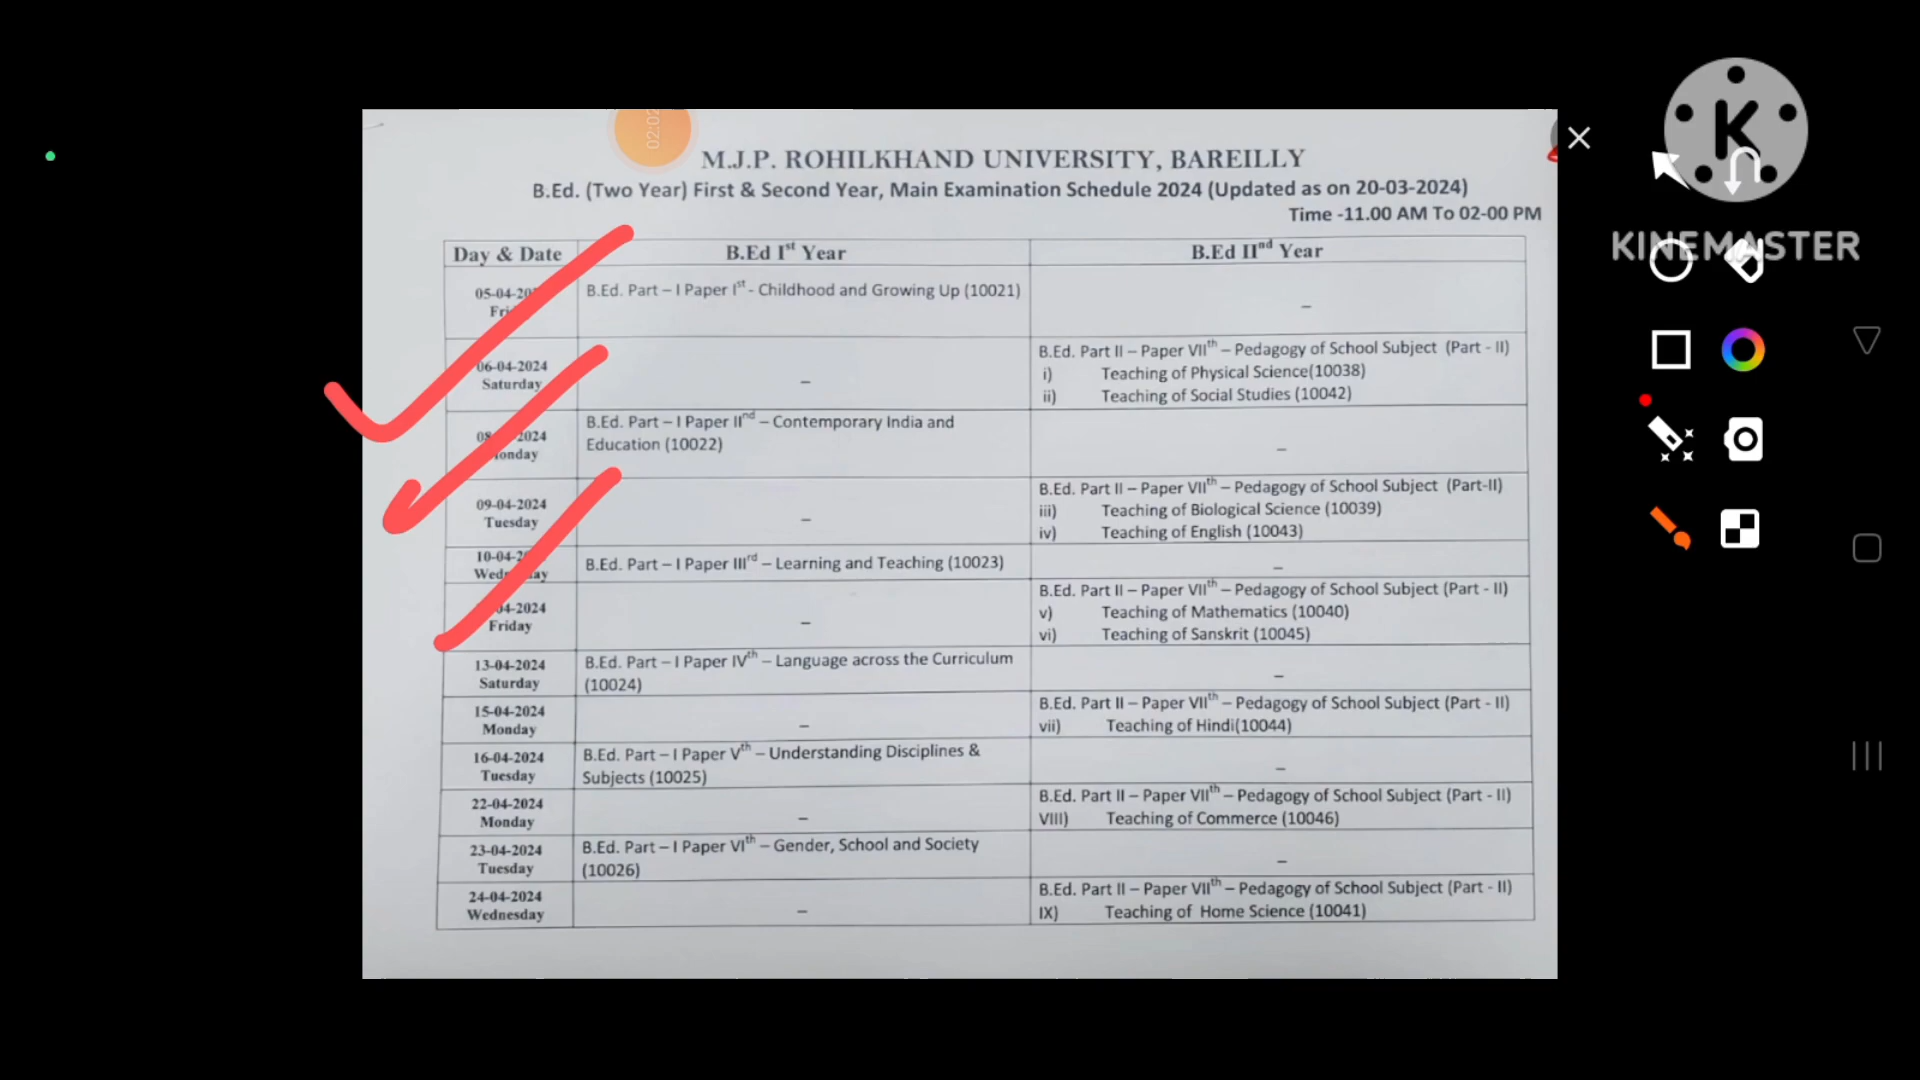 02:02
M.J.P. ROHILKHAND UNIVERSITY, BAREILLY
B.Ed. (Two Year) First & Second Year, Main Examination Schedule 2024 (Updated as on 20-03-2024)
Time -11.00 AM To 02-00 PM
KINEMASTER
Day & Date B.Ed Ist Year B.Ed IInd Year
05-04-20
B.Ed. Part – I Paper Ist - Childhood and Growing Up (10021)
–
06-04-2024
Saturday
–
B.Ed. Part II – Paper VIIth – Pedagogy of School Subject (Part - II)
i) Teaching of Physical Science(10038)
ii) Teaching of Social Studies (10042)
2024
B.Ed. Part – I Paper IInd – Contemporary India and
Education (10022)
–
09-04-2024
Tuesday
–
B.Ed. Part II – Paper VIIth – Pedagogy of School Subject (Part-II)
iii) Teaching of Biological Science (10039)
iv) Teaching of English (10043)
10-04-2
B.Ed. Part – I Paper IIIrd – Learning and Teaching (10023)
–
04-2024
Friday
–
B.Ed. Part II – Paper VIIth – Pedagogy of School Subject (Part - II)
v) Teaching of Mathematics (10040)
vi) Teaching of Sanskrit (10045)
13-04-2024
Saturday
B.Ed. Part – I Paper IVth – Language across the Curriculum
(10024)
–
15-04-2024
Monday
–
B.Ed. Part II – Paper VIIth – Pedagogy of School Subject (Part - II)
vii) Teaching of Hindi(10044)
16-04-2024
Tuesday
B.Ed. Part – I Paper Vth – Understanding Disciplines &
Subjects (10025)
–
22-04-2024
Monday
–
B.Ed. Part II – Paper VIIth – Pedagogy of School Subject (Part - II)
VIII) Teaching of Commerce (10046)
23-04-2024
Tuesday
B.Ed. Part – I Paper VIth – Gender, School and Society
(10026)
–
24-04-2024
Wednesday
–
B.Ed. Part II – Paper VIIth – Pedagogy of School Subject (Part - II)
IX) Teaching of Home Science (10041)